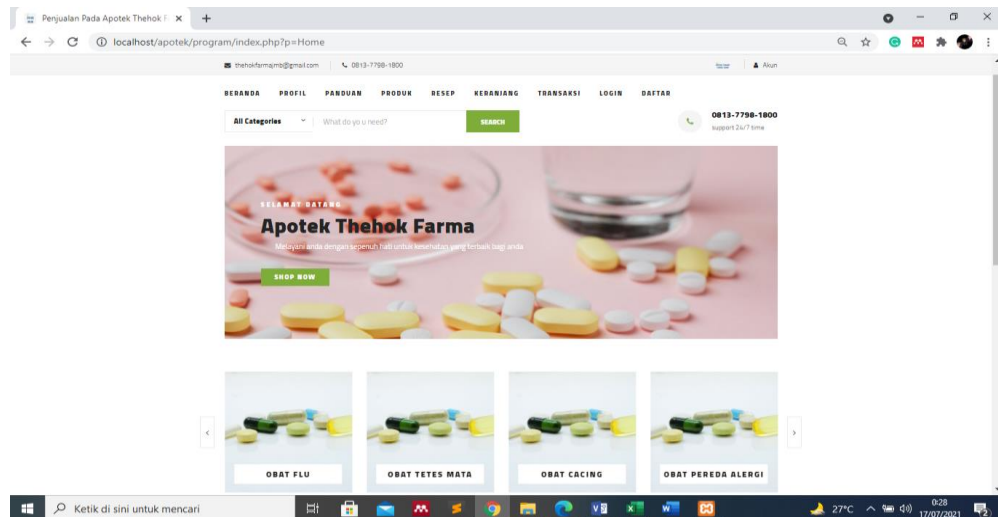 Penjualan Pada Apotek Thehok F
localhost/apotek/program/index.php?p=Home
thehokfarmajmb@gmail.com 0813-7798-1800 Akun
BERANDA PROFIL PANDUAN PRODUK RESEP KERANJANG TRANSAKSI LOGIN DAFTAR
All Categories What do yo u need? SEARCH
0813-7798-1800
support 24/7 time
SELAMAT DATANG
Apotek Thehok Farma
Melayani anda dengan sepenuh hati untuk kesehatan yang terbaik bagi anda
SHOP NOW
OBAT FLU OBAT TETES MATA OBAT CACING OBAT PEREDA ALERGI
Ketik di sini untuk mencari
27°C
0:28
17/07/2021